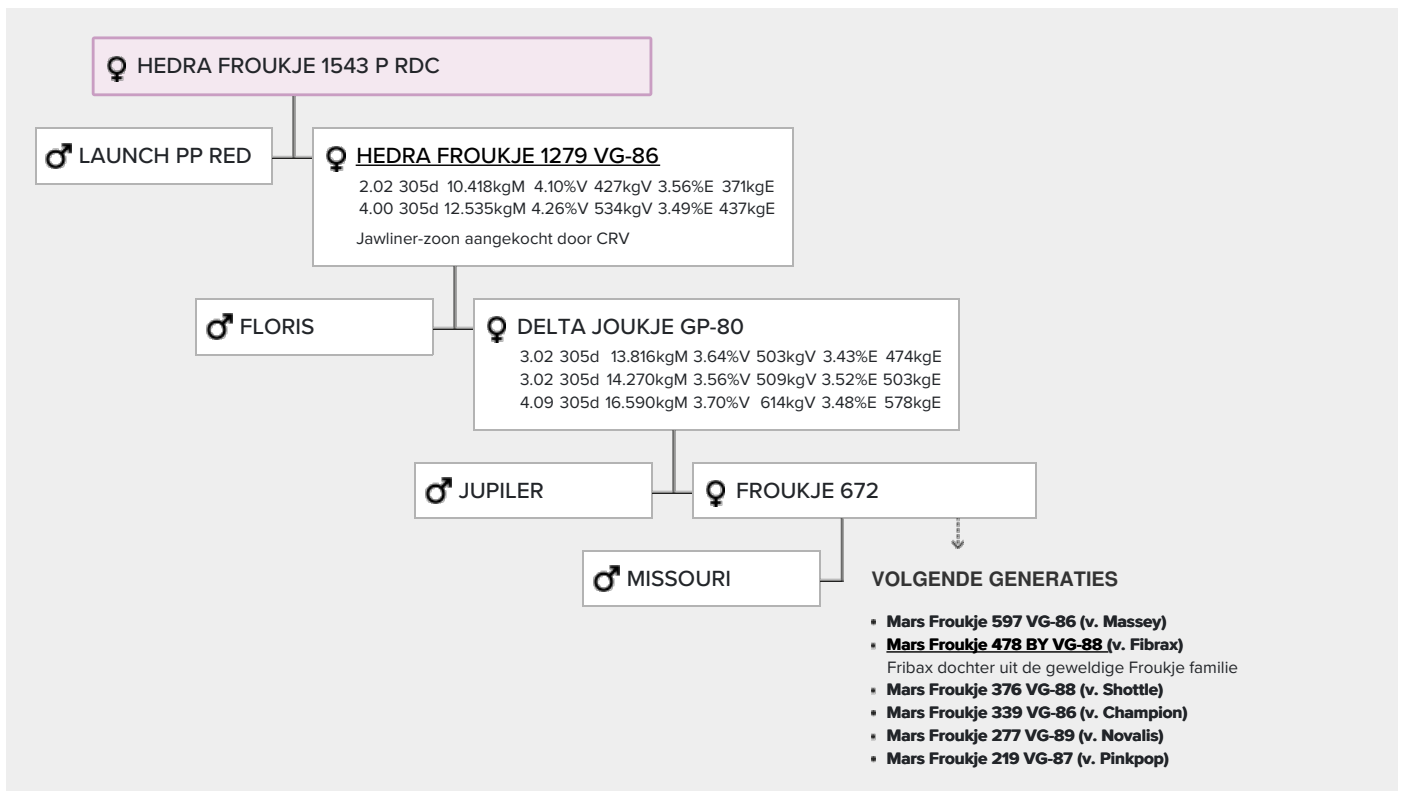 HEDRA FROUKJE 1543 P RDC
LAUNCH PP RED
HEDRA FROUKJE 1279 VG-86
2.02 305d 10.418kgM 4.10%V 427kgV 3.56%E 371kgE
4.00 305d 12.535kgM 4.26%V 534kgV 3.49%E 437kgE
Jawliner-zoon aangekocht door CRV
FLORIS
DELTA JOUKJE GP-80
3.02 305d 13.816kgM 3.64%V 503kgV 3.43%E 474kgE
3.02 305d 14.270kgM 3.56%V 509kgV 3.52%E 503kgE
4.09 305d 16.590kgM 3.70%V 614kgV 3.48%E 578kgE
JUPILER
FROUKJE 672
MISSOURI
VOLGENDE GENERATIES
• Mars Froukje 597 VG-86 (v. Massey)
• Mars Froukje 478 BY VG-88 (v. Fibrax)
Fribax dochter uit de geweldige Froukje familie
• Mars Froukje 376 VG-88 (v. Shottle)
• Mars Froukje 339 VG-86 (v. Champion)
• Mars Froukje 277 VG-89 (v. Novalis)
• Mars Froukje 219 VG-87 (v. Pinkpop)